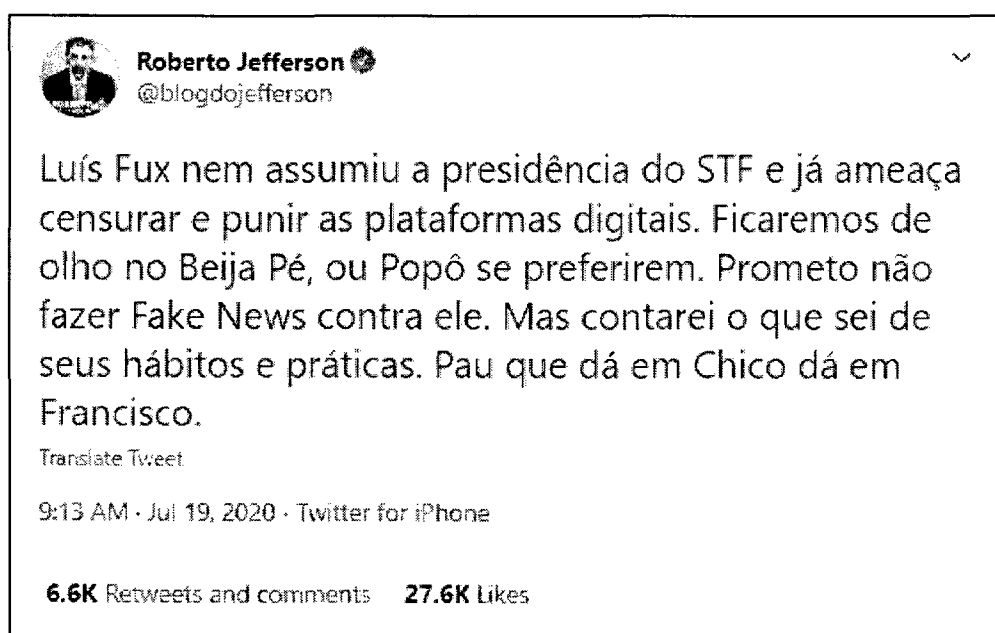 Roberto Jefferson
@blogdojefferson
Luís Fux nem assumiu a presidência do STF e já ameaça
censurar e punir as plataformas digitais. Ficaremos de
olho no Beija Pé, ou Popô se preferirem. Prometo não
fazer Fake News contra ele. Mas contarei o que sei de
seus hábitos e práticas. Pau que dá em Chico dá em
Francisco.
Translate Tweet
9:13 AM · Jul 19, 2020 · Twitter for iPhone
6.6K Retweets and comments 27.6K Likes